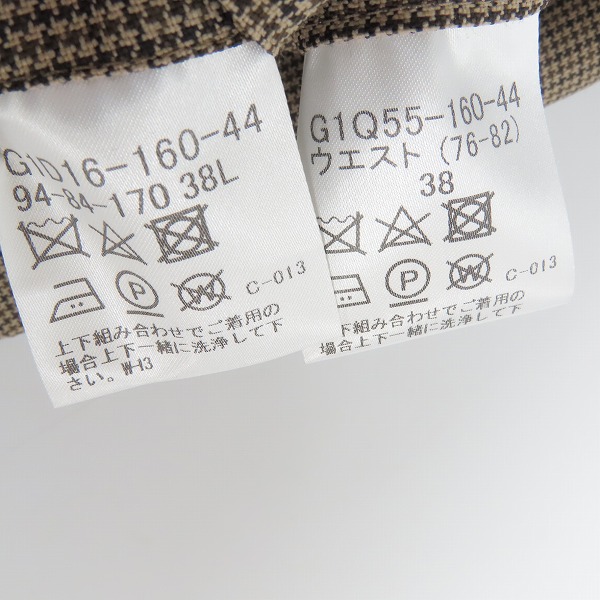 G1D16-160-44
94-84-170 38L
P
W
C-013
上下組み合わせでご着用の
場合上下一緒に洗浄して下
さい。W-13
G1Q55-160-44
ウエスト (76-82)
38
P
W
C-013
上下組み合わせでご着用の
場合上下一緒に洗浄して下